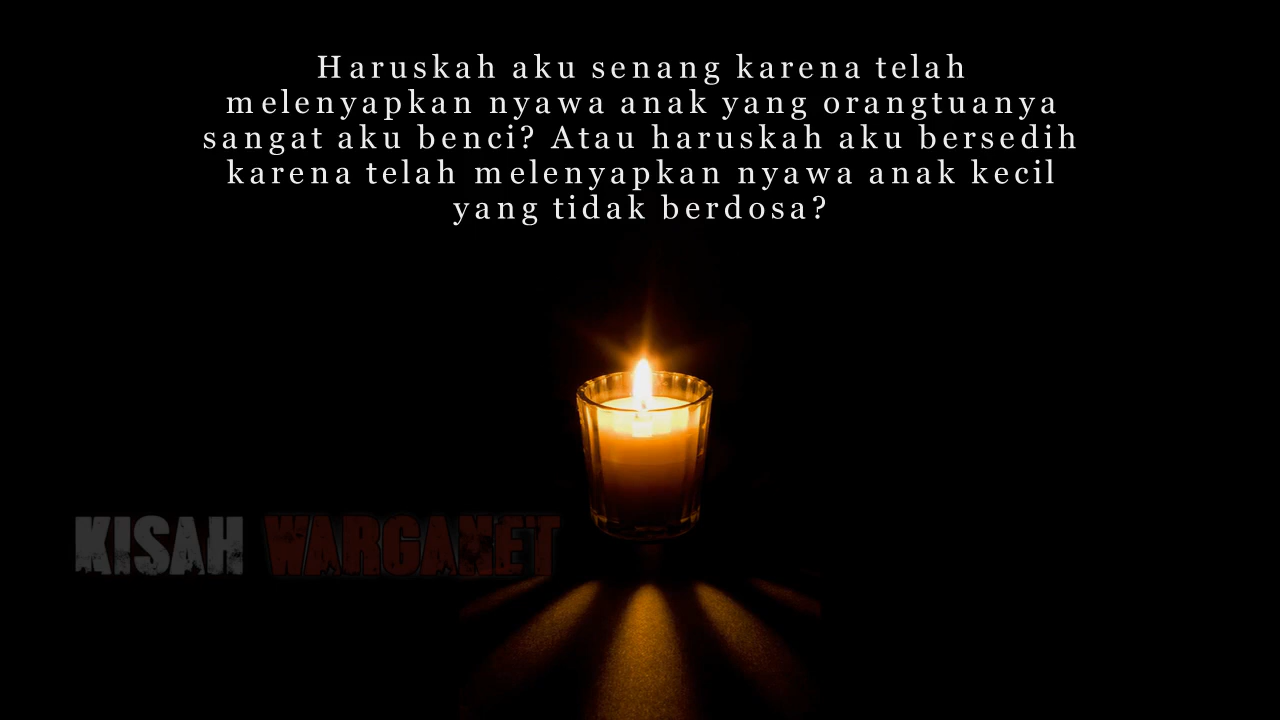 Haruskah aku senang karena telah
melenyapkan nyawa anak yang orangtuanya
sangat aku benci? Atau haruskah aku bersedih
karena telah melenyapkan nyawa anak kecil
yang tidak berdosa?
KISAH WARGANET